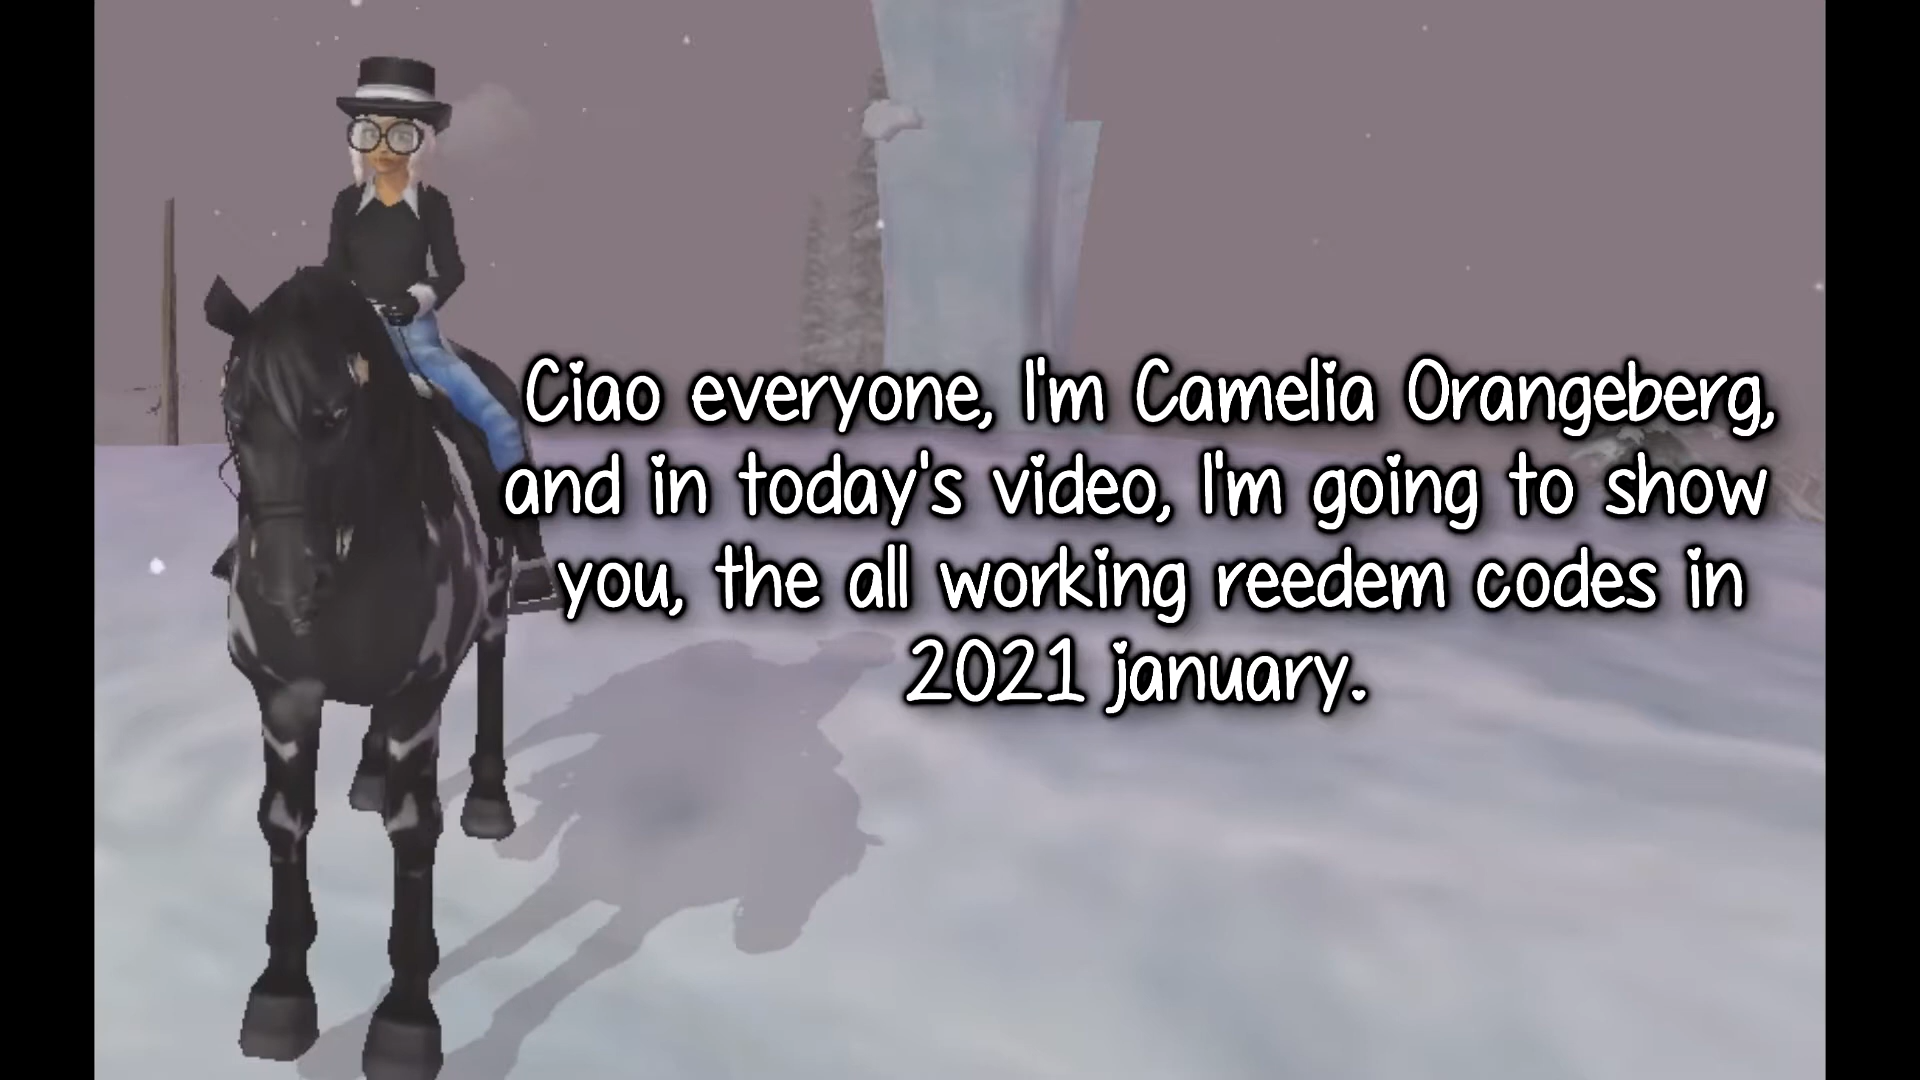 Ciao everyone, I'm Camelia Orangeberg,
and in today's video, I'm going to show
you, the all working reedem codes in
2021 january.